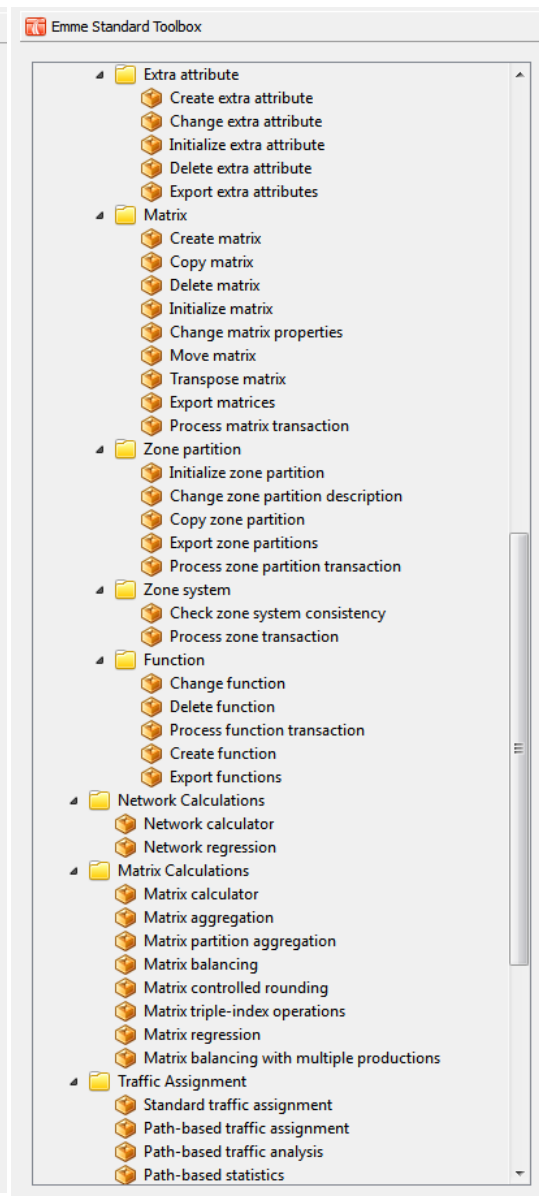 Emme Standard Toolbox
Extra attribute
Create extra attribute
Change extra attribute
Initialize extra attribute
Delete extra attribute
Export extra attributes
Matrix
Create matrix
Copy matrix
Delete matrix
Initialize matrix
Change matrix properties
Move matrix
Transpose matrix
Export matrices
Process matrix transaction
Zone partition
Initialize zone partition
Change zone partition description
Copy zone partition
Export zone partitions
Process zone partition transaction
Zone system
Check zone system consistency
Process zone transaction
Function
Change function
Delete function
Process function transaction
Create function
Export functions
Network Calculations
Network calculator
Network regression
Matrix Calculations
Matrix calculator
Matrix aggregation
Matrix partition aggregation
Matrix balancing
Matrix controlled rounding
Matrix triple-index operations
Matrix regression
Matrix balancing with multiple productions
Traffic Assignment
Standard traffic assignment
Path-based traffic assignment
Path-based traffic analysis
Path-based statistics